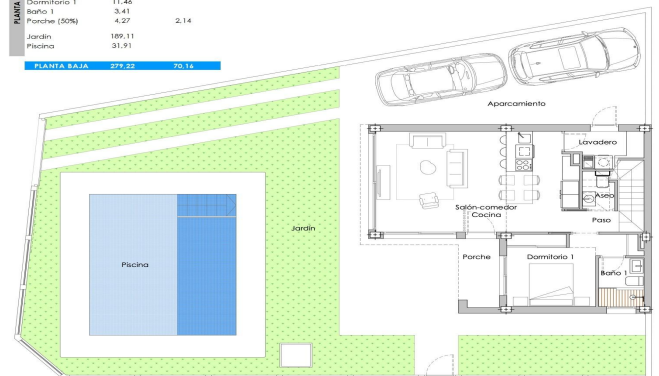 PLANTA
Dormitorio 1 11.46
Baño 1 3.41
Porche (50%) 4,27 2,14
Jardín 189,11
Piscina 31,91
PLANTA BAJA 279,22 70,16
Aparcamiento
Lavadero
Aseo
Salón-comedor
Cocina
Paso
Jardín
Porche
Dormitorio 1
Piscina
Baño 1